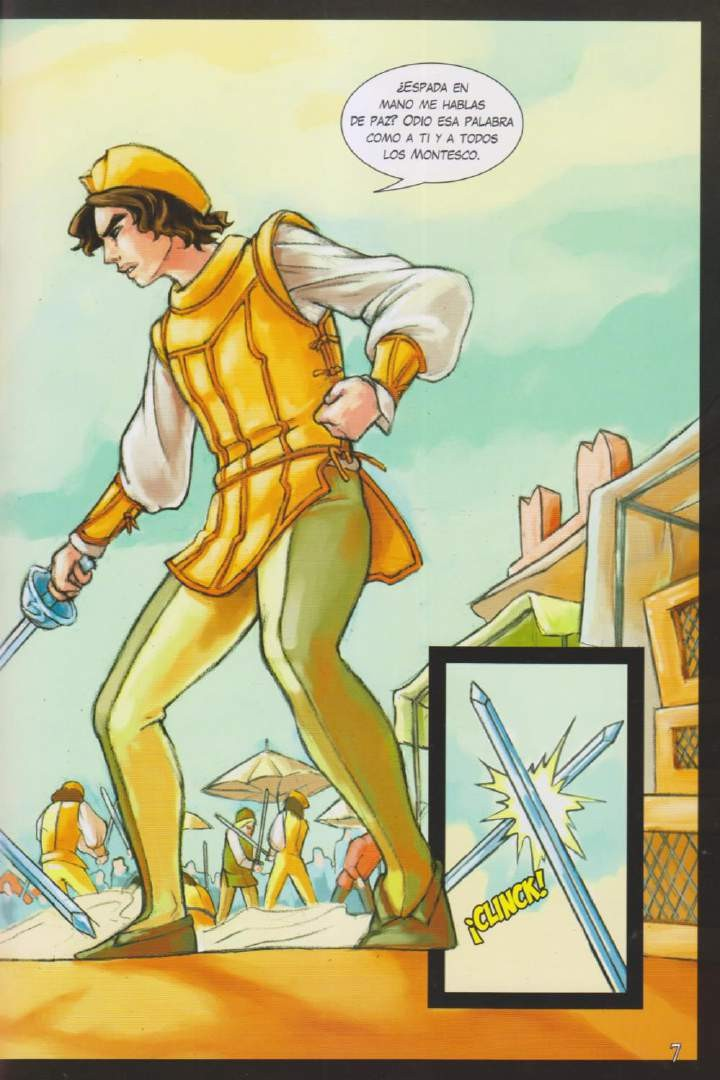 ¿ESPADA EN
MANO ME HABLAS
DE PAZ? ODIO ESA PALABRA
COMO A TI Y A TODOS
LOS MONTESCO.
¡CLINCK!
7